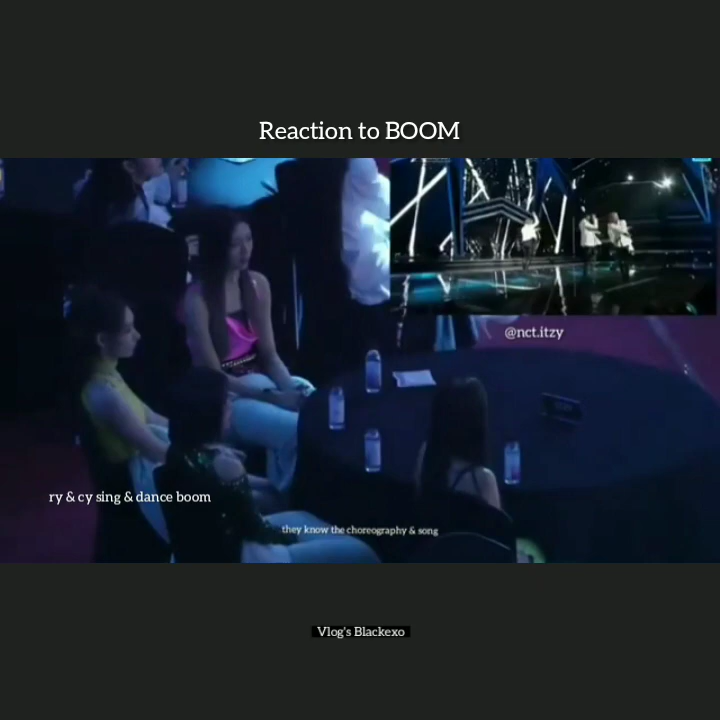 Reaction to BOOM
@nct.itzy
ry & cy sing & dance boom
they know the choreography & song
Vlog's Blackexo